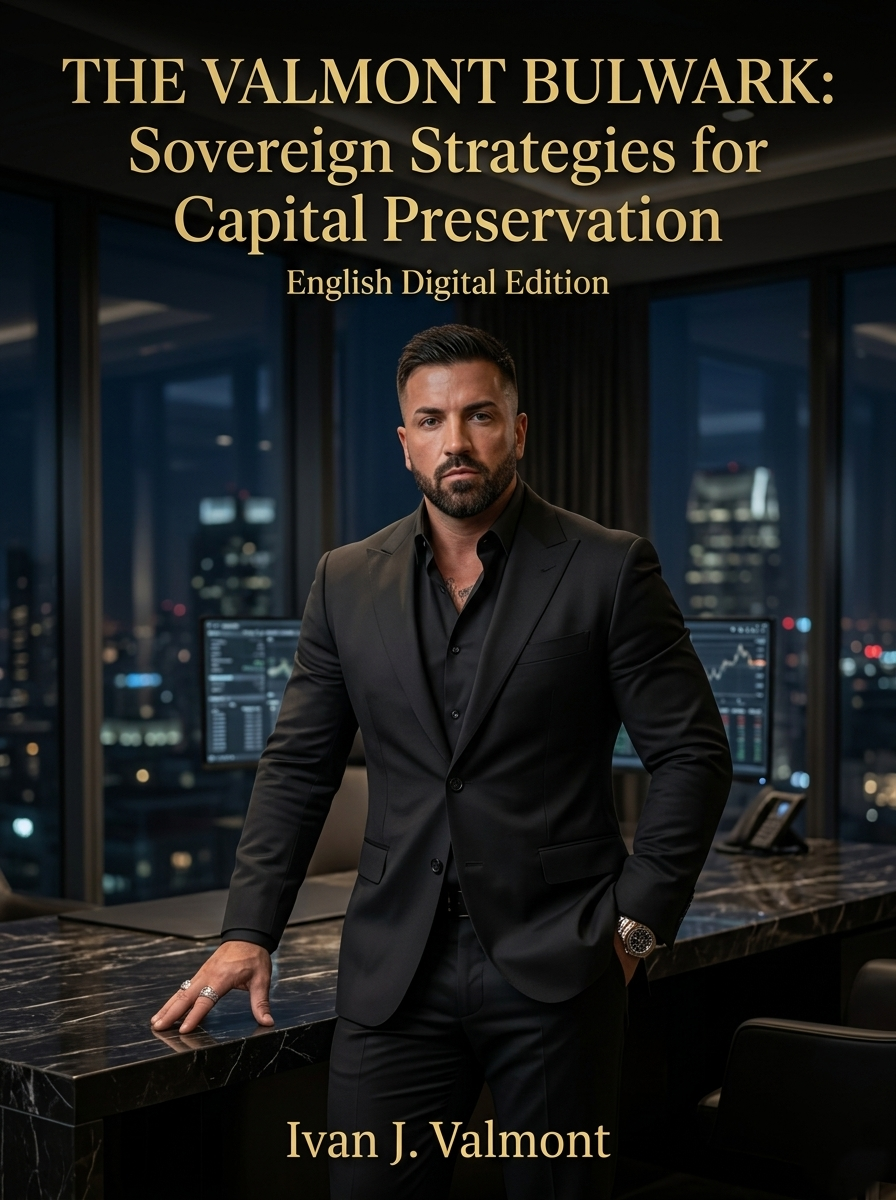 THE VALMONT BULWARK:
Sovereign Strategies for
Capital Preservation
English Digital Edition
Ivan J. Valmont